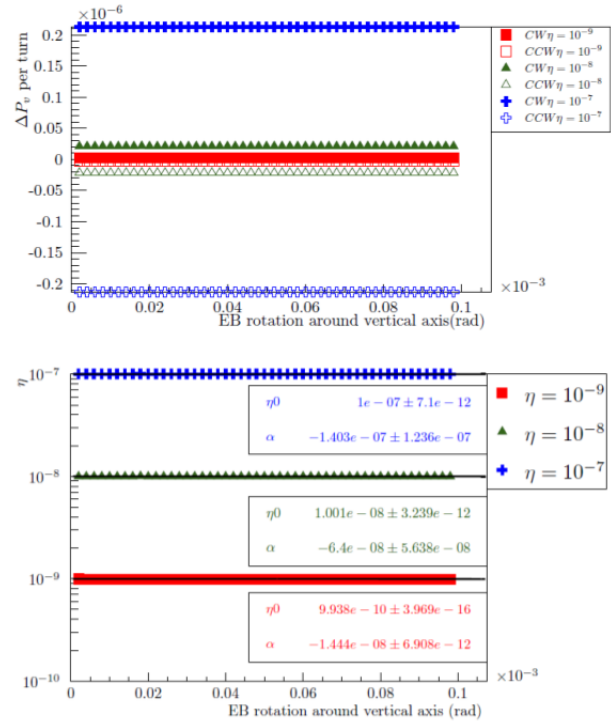 ×10⁻⁶
ΔPᵥ per turn
0.2
0.15
0.1
0.05
0
-0.05
-0.1
-0.15
-0.2
0 0.02 0.04 0.06 0.08 0.1
×10⁻³
EB rotation around vertical axis(rad)
CWη = 10⁻⁹
CCWη = 10⁻⁹
CWη = 10⁻⁸
CCWη = 10⁻⁸
CWη = 10⁻⁷
CCWη = 10⁻⁷
η
10⁻⁷
10⁻⁸
10⁻⁹
10⁻¹⁰
η0 1e − 07 ± 7.1e − 12
α −1.403e − 07 ± 1.236e − 07
η0 1.001e − 08 ± 3.239e − 12
α −6.4e − 08 ± 5.638e − 08
η0 9.938e − 10 ± 3.969e − 16
α −1.444e − 08 ± 6.908e − 12
η = 10⁻⁹
η = 10⁻⁸
η = 10⁻⁷
0 0.02 0.04 0.06 0.08 0.1
×10⁻³
EB rotation around vertical axis (rad)